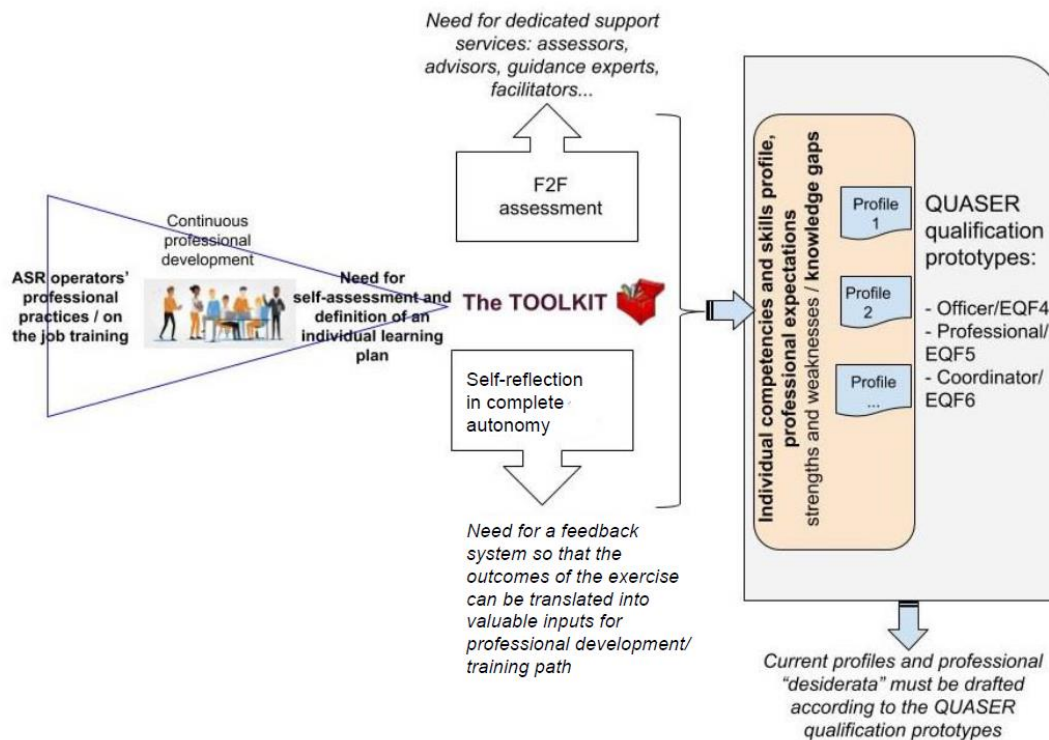 Need for dedicated support
services: assessors,
advisors, guidance experts,
facilitators...
F2F
assessment
Continuous
professional
development
ASR operators'
professional
practices / on
the job training
Need for
self-assessment and
definition of an
individual learning
plan
The TOOLKIT
Self-reflection
in complete
autonomy
Need for a feedback
system so that the
outcomes of the exercise
can be translated into
valuable inputs for
professional development/
training path
Individual competencies and skills profile,
professional expectations
strengths and weaknesses / knowledge gaps
Profile
1
Profile
2
Profile
...
QUASER
qualification
prototypes:
- Officer/EQF4
- Professional/
EQF5
- Coordinator/
EQF6
Current profiles and professional
“desiderata” must be drafted
according to the QUASER
qualification prototypes